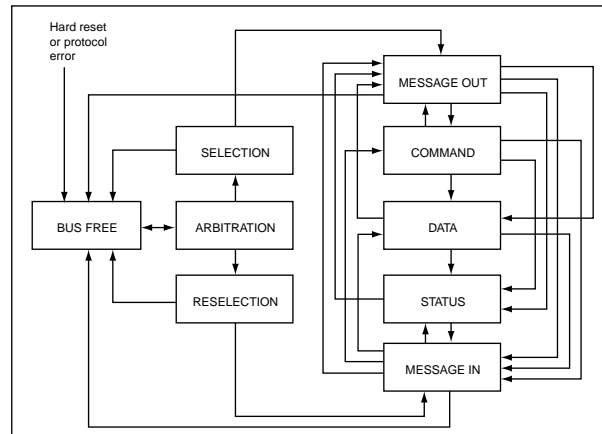 Hard reset
or protocol
error
MESSAGE OUT
SELECTION
COMMAND
BUS FREE
ARBITRATION
DATA
RESELECTION
STATUS
MESSAGE IN